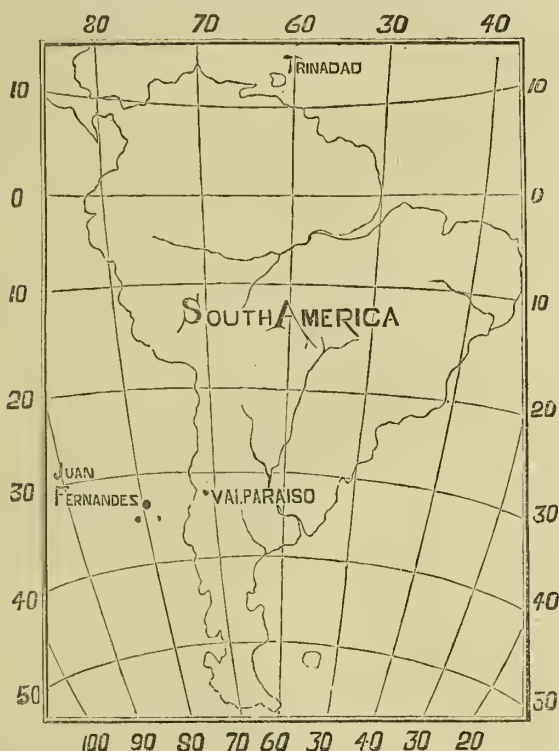 80 70 60 30 40
TRINADAD
10 10
0 0
10 10
SOUTH AMERICA
20 20
JUAN
FERNANDES
VALPARAISO
30 30
40 40
50 50
100 90 80 70 60 30 40 30 20